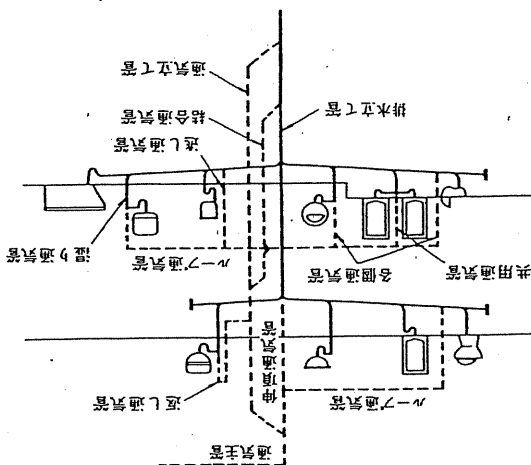 通気主管
ループ通気管
返し通気管
伸頂通気管
共用通気管
各個通気管
ループ通気管
湿り通気管
逃し通気管
排水立て管
結合通気管
通気立て管